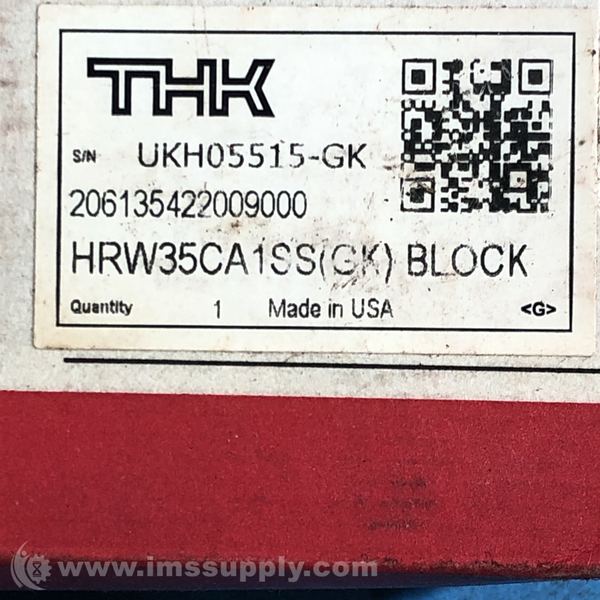 THK
S/N UKH05515-GK
206135422009000
HRW35CA1SS(GK) BLOCK
Quantity 1 Made in USA <G>
www.imssupply.com